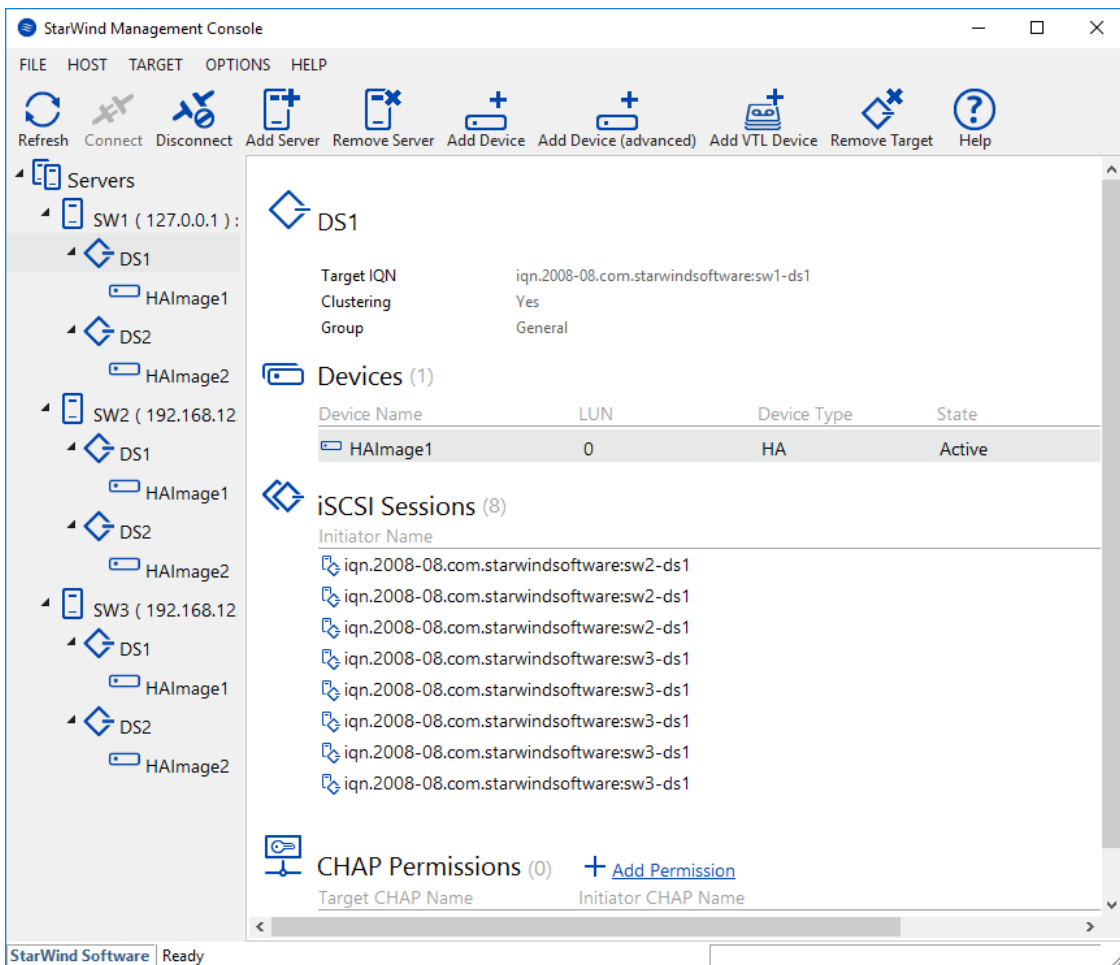 StarWind Management Console
FILE HOST TARGET OPTIONS HELP
Refresh Connect Disconnect Add Server Remove Server Add Device Add Device (advanced) Add VTL Device Remove Target Help
Servers
SW1 ( 127.0.0.1 ) :
DS1
HAImage1
DS2
HAImage2
SW2 ( 192.168.12
DS1
HAImage1
DS2
HAImage2
SW3 ( 192.168.12
DS1
HAImage1
DS2
HAImage2
DS1
Target IQN iqn.2008-08.com.starwindsoftware:sw1-ds1
Clustering Yes
Group General
Devices (1)
Device Name LUN Device Type State
HAImage1 0 HA Active
iSCSI Sessions (8)
Initiator Name
iqn.2008-08.com.starwindsoftware:sw2-ds1
iqn.2008-08.com.starwindsoftware:sw2-ds1
iqn.2008-08.com.starwindsoftware:sw2-ds1
iqn.2008-08.com.starwindsoftware:sw3-ds1
iqn.2008-08.com.starwindsoftware:sw3-ds1
iqn.2008-08.com.starwindsoftware:sw3-ds1
iqn.2008-08.com.starwindsoftware:sw3-ds1
iqn.2008-08.com.starwindsoftware:sw3-ds1
CHAP Permissions (0) Add Permission
Target CHAP Name Initiator CHAP Name
StarWind Software Ready